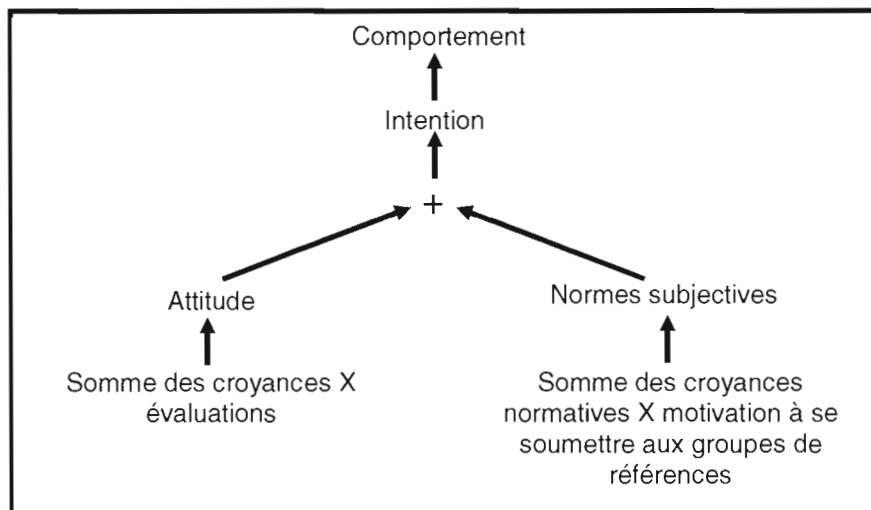 Comportement
Intention
+
Attitude
Normes subjectives
Somme des croyances X
évaluations
Somme des croyances
normatives X motivation à se
soumettre aux groupes de
références